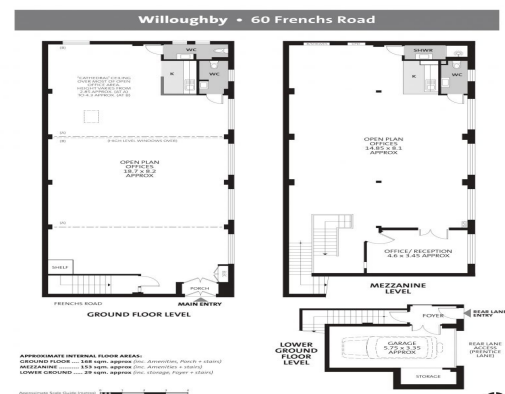 Willoughby • 60 Frenchs Road
WC
K
WC
"CATHEDRAL" CEILING
OVER MOST OF OPEN
OFFICE AREA.
HEIGHT VARIES FROM
2.85 APPROX. (AT A)
TO 4.3 APPROX. (AT B)
(A)
(A)
(B)
8 HIGH LEVEL WINDOWS OVER
OPEN PLAN
OFFICES
18.7 x 8.2
APPROX
SHELF
PORCH
FRENCHS ROAD
MAIN ENTRY
GROUND FLOOR LEVEL
SHWR
K
WC
OPEN PLAN
OFFICES
14.85 x 8.1
APPROX
OFFICE / RECEPTION
4.6 x 3.45 APPROX
MEZZANINE
LEVEL
FOYER
REAR LANE
ENTRY
LOWER
GROUND
FLOOR
LEVEL
GARAGE
5.75 x 3.35
APPROX
REAR LANE
ACCESS
(PRENTICE
LANE)
STORAGE
APPROXIMATE INTERNAL FLOOR AREAS:
GROUND FLOOR .... 168 sqm. approx (inc. Amenities, Porch + stairs)
MEZZANINE .......... 153 sqm. approx (inc. Amenities + stairs)
LOWER GROUND ..... 29 sqm. approx (inc. storage, Foyer + stairs)